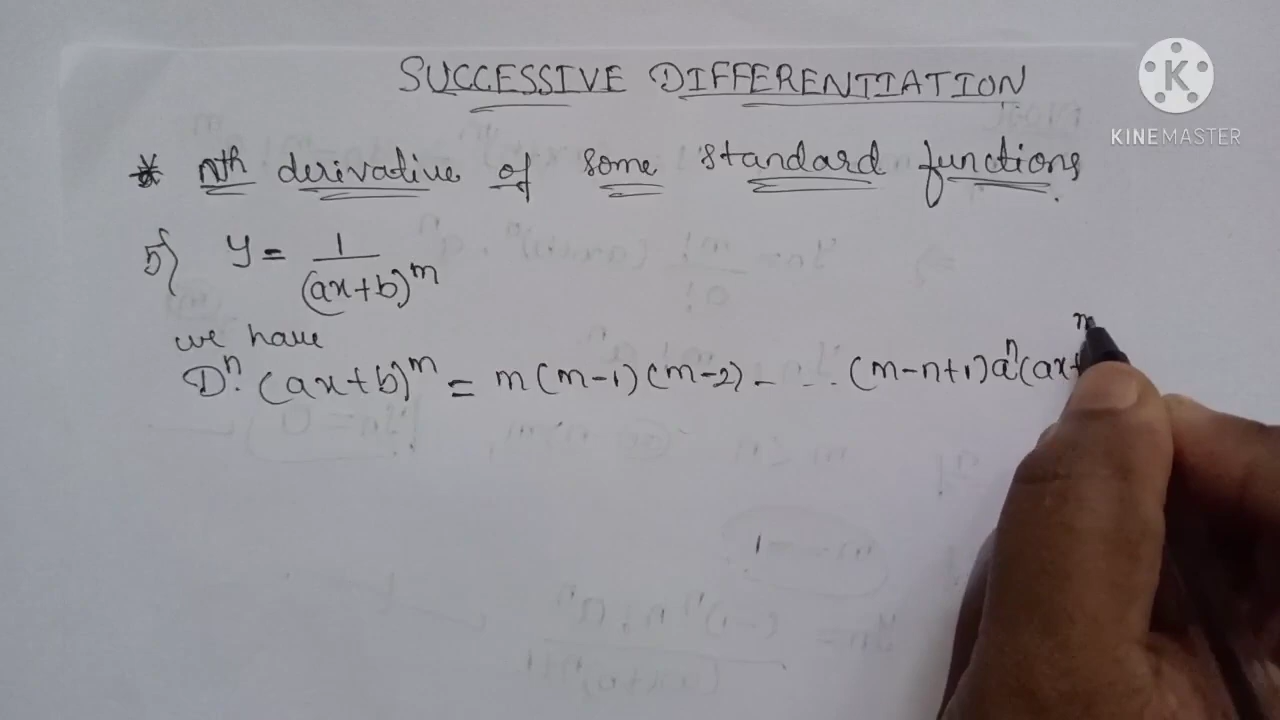 SUCCESSIVE DIFFERENTIATION
K
KINEMASTER
* nth derivative of some standard functions.
5} y = 1 / (ax+b)^m
we have
D^n. (ax+b)^m = m(m-1)(m-2) - - .. (m-n+1)a^n(ax+ m